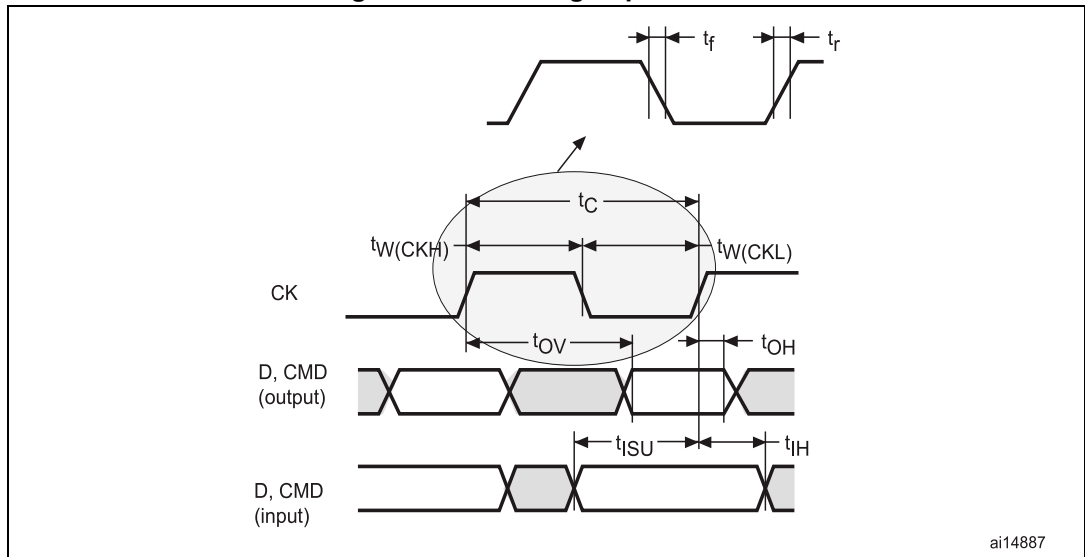 tf
tr
tC
tW(CKH)
tW(CKL)
CK
tOV
tOH
D, CMD
(output)
tISU
tIH
D, CMD
(input)
ai14887